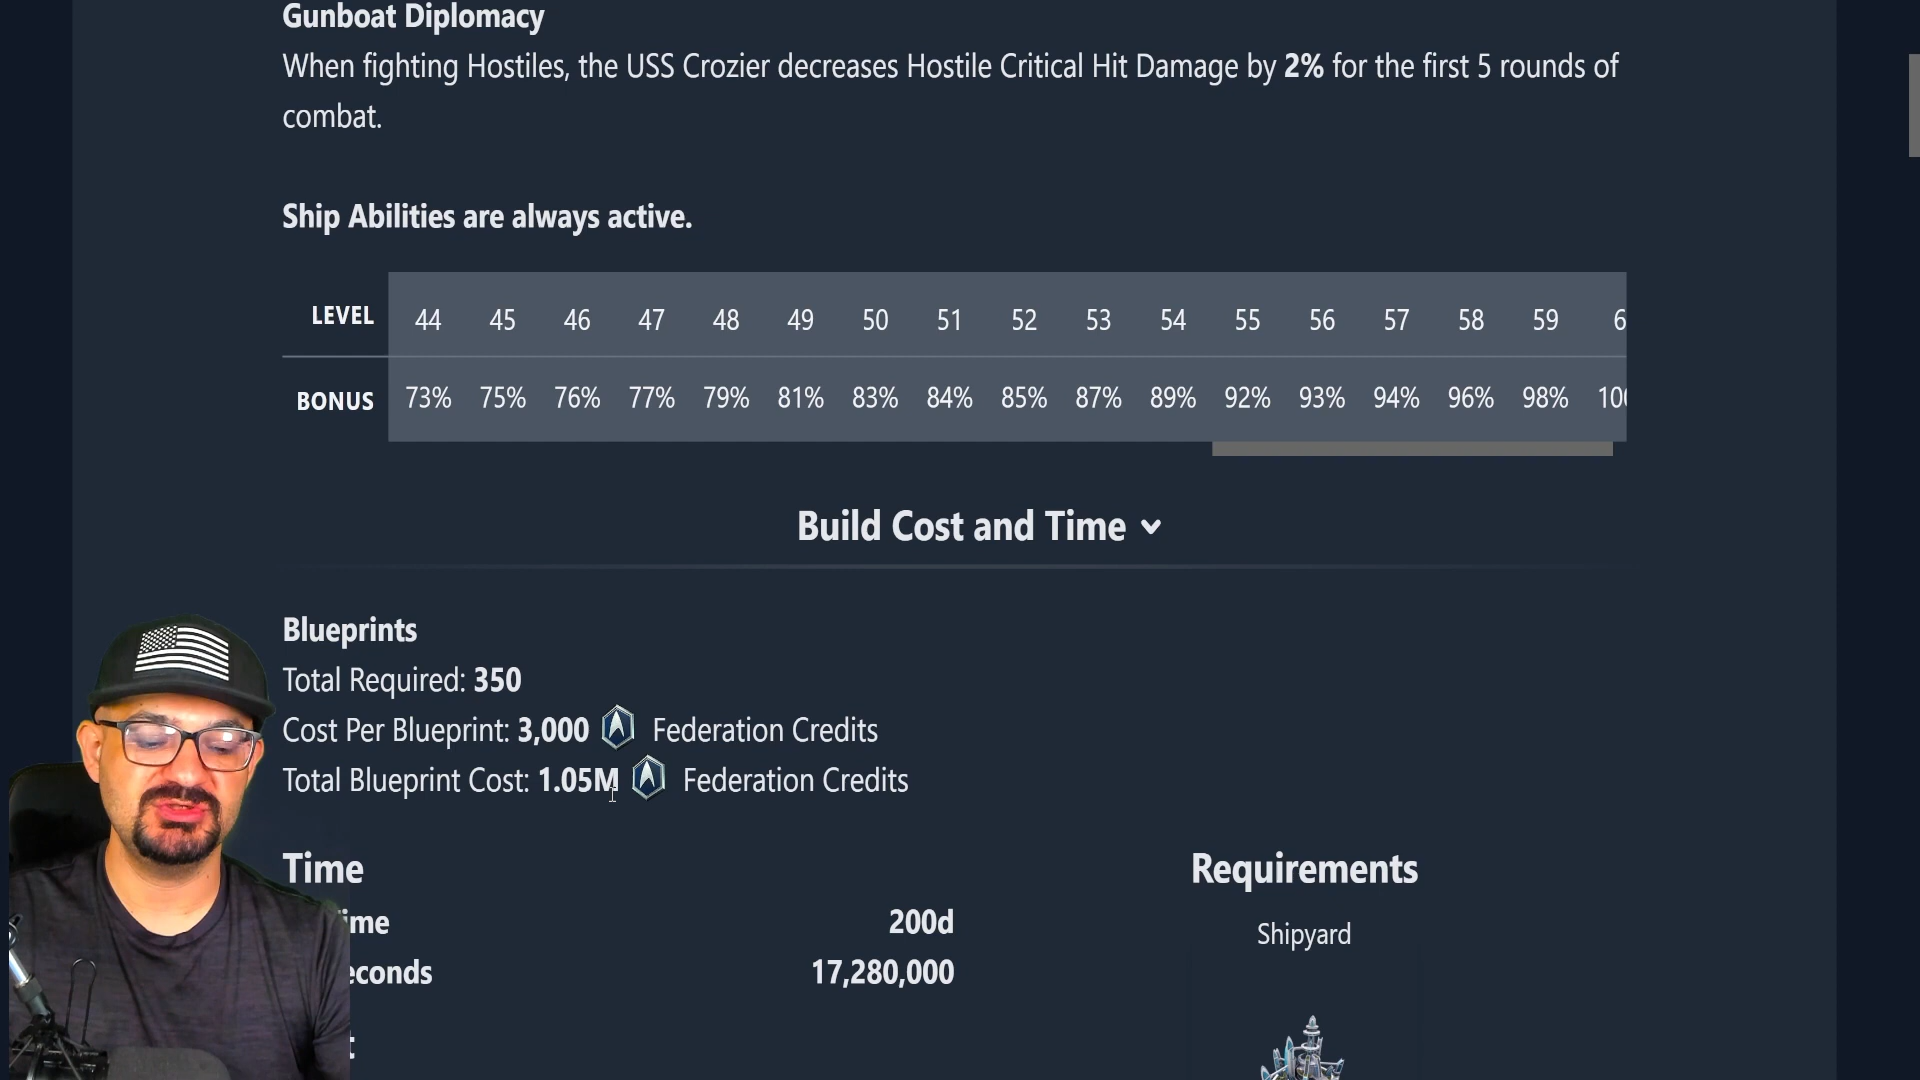 Gunboat Diplomacy
When fighting Hostiles, the USS Crozier decreases Hostile Critical Hit Damage by 2% for the first 5 rounds of
combat.
Ship Abilities are always active.
LEVEL 44 45 46 47 48 49 50 51 52 53 54 55 56 57 58 59 6
BONUS 73% 75% 76% 77% 79% 81% 83% 84% 85% 87% 89% 92% 93% 94% 96% 98% 100
Build Cost and Time
Blueprints
Total Required: 350
Cost Per Blueprint: 3,000 Federation Credits
Total Blueprint Cost: 1.05M Federation Credits
Time Requirements
ime 200d
Shipyard
econds 17,280,000
t